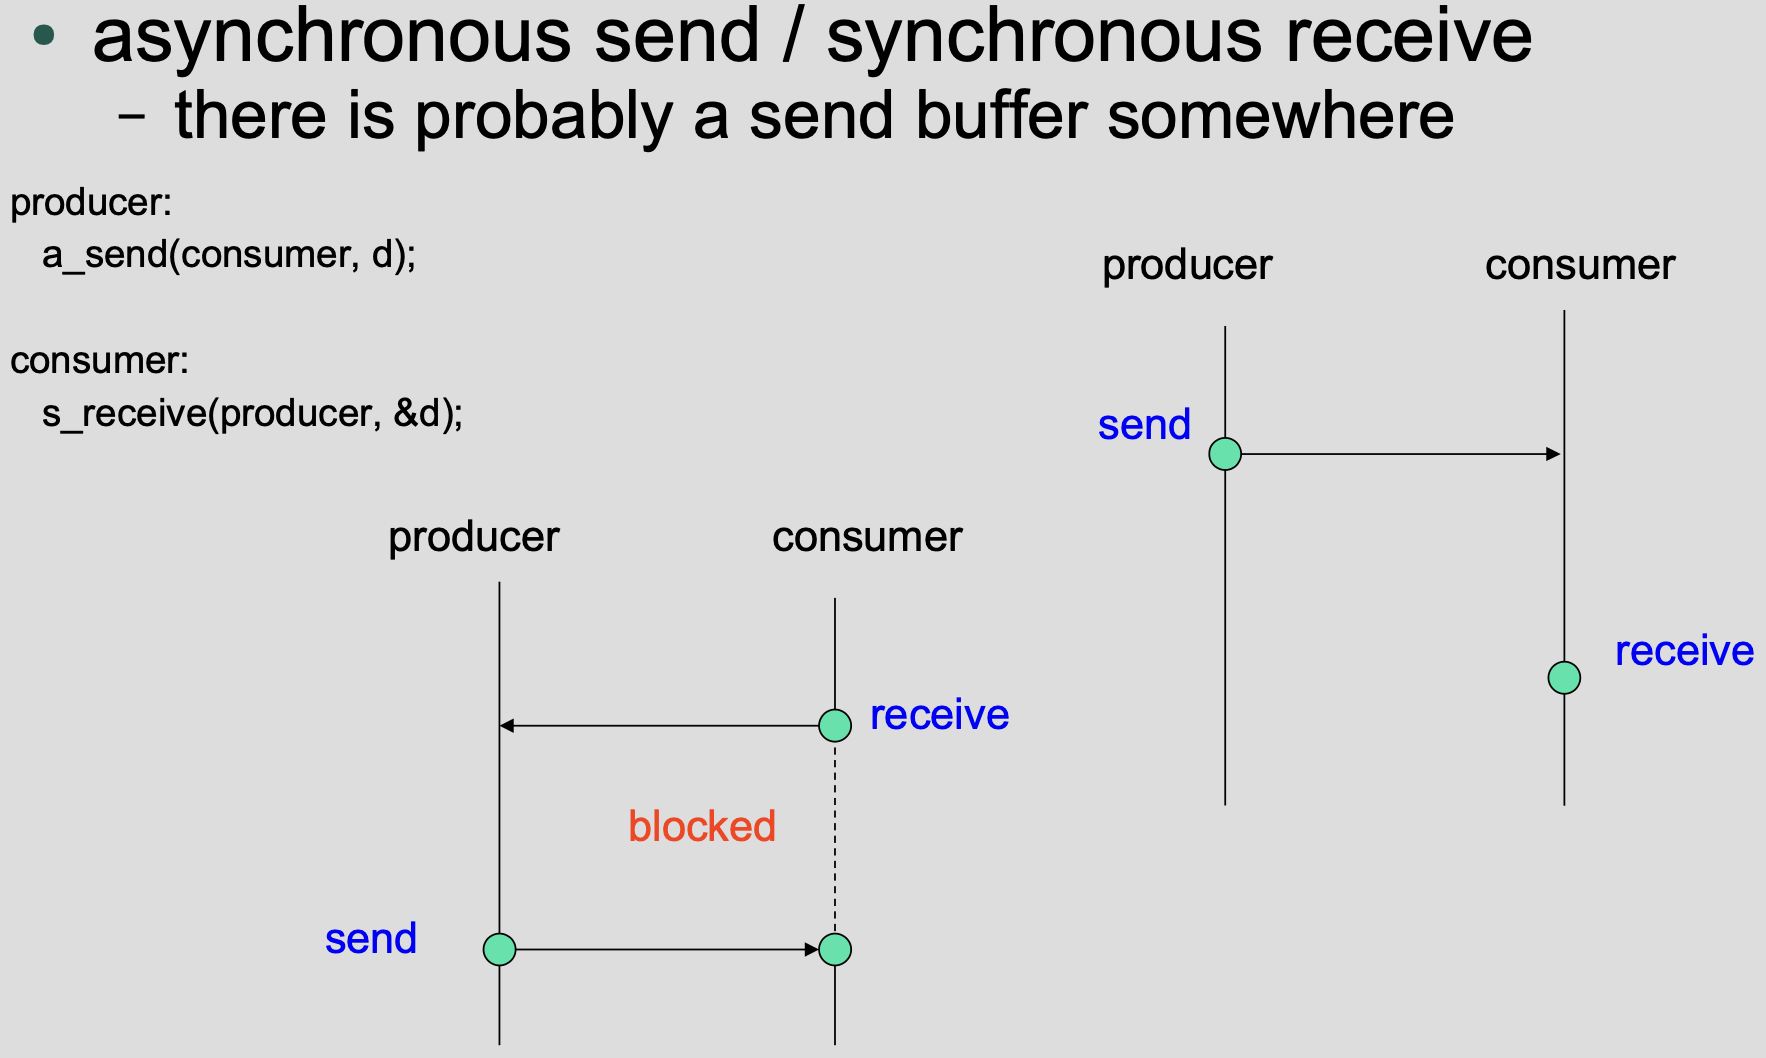 • asynchronous send / synchronous receive
– there is probably a send buffer somewhere
producer:
a_send(consumer, d);
consumer:
s_receive(producer, &d);
producer consumer
send
receive
producer consumer
receive
blocked
send